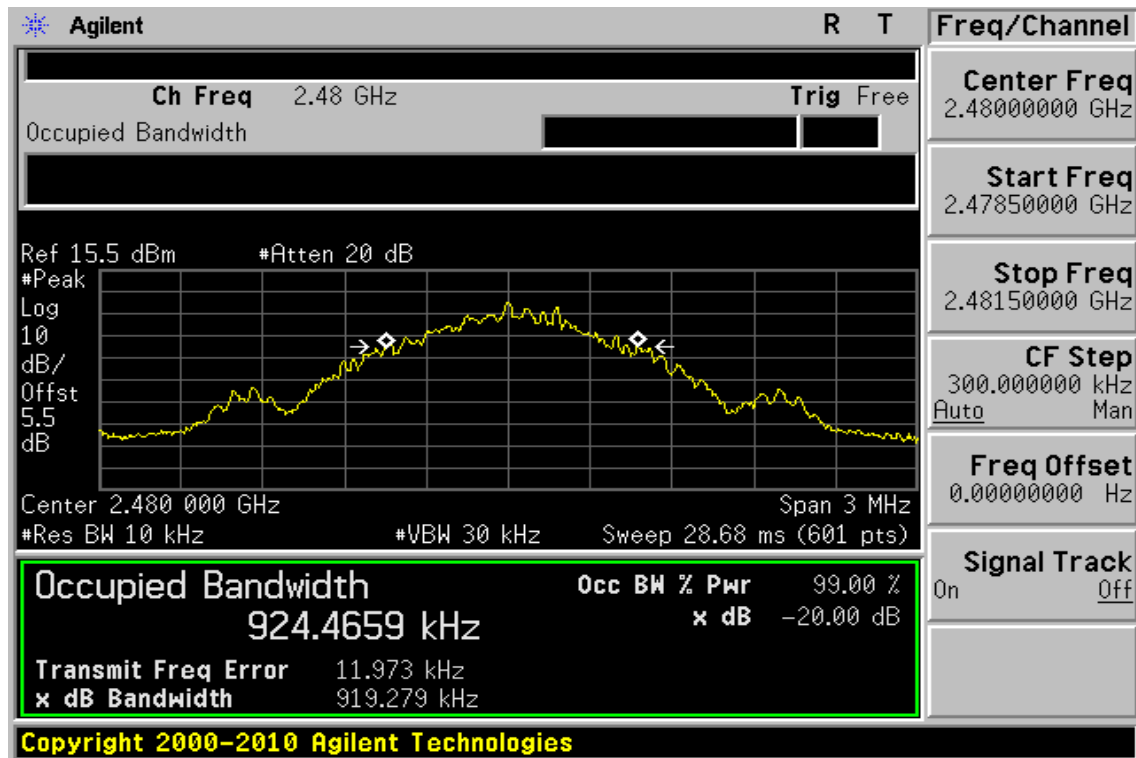 Agilent R T
Ch Freq 2.48 GHz Trig Free
Occupied Bandwidth
Ref 15.5 dBm #Atten 20 dB
#Peak
Log
10
dB/
Offst
5.5
dB
Center 2.480 000 GHz Span 3 MHz
#Res BW 10 kHz #VBW 30 kHz Sweep 28.68 ms (601 pts)
Occupied Bandwidth Occ BW % Pwr 99.00 %
924.4659 kHz x dB -20.00 dB
Transmit Freq Error 11.973 kHz
x dB Bandwidth 919.279 kHz
Copyright 2000-2010 Agilent Technologies
Freq/Channel
Center Freq
2.48000000 GHz
Start Freq
2.47850000 GHz
Stop Freq
2.48150000 GHz
CF Step
300.000000 kHz
Auto Man
Freq Offset
0.00000000 Hz
Signal Track
On Off